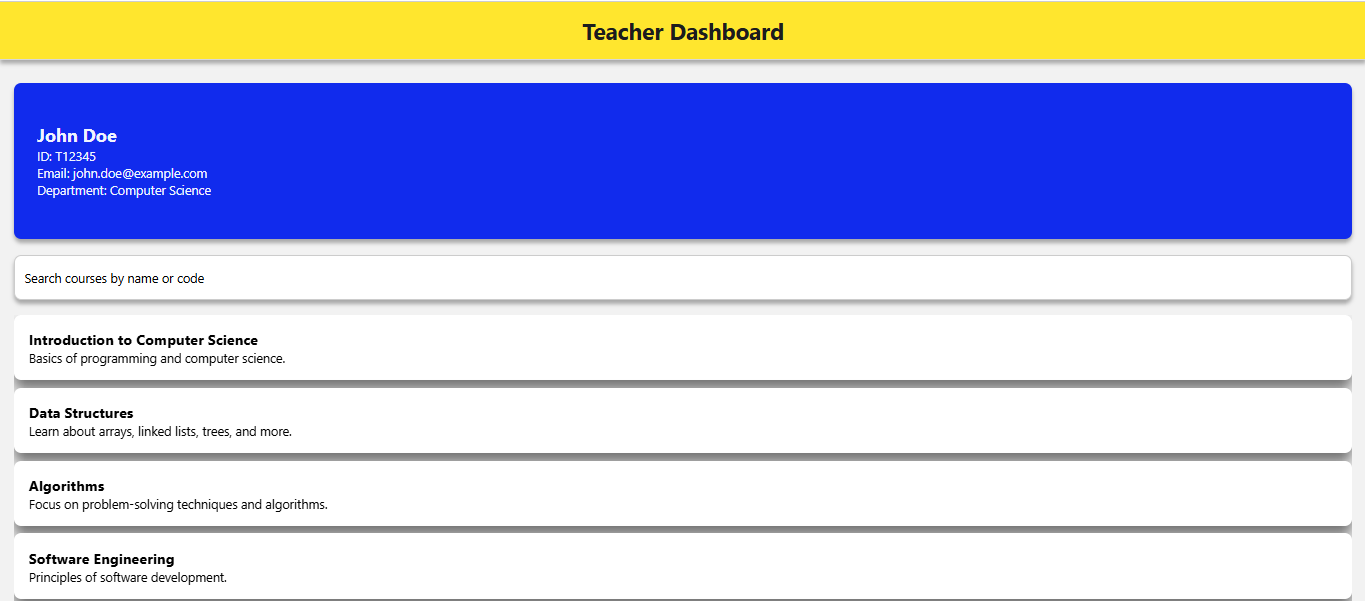 Teacher Dashboard
John Doe
ID: T12345
Email: john.doe@example.com
Department: Computer Science
Search courses by name or code
Introduction to Computer Science
Basics of programming and computer science.
Data Structures
Learn about arrays, linked lists, trees, and more.
Algorithms
Focus on problem-solving techniques and algorithms.
Software Engineering
Principles of software development.